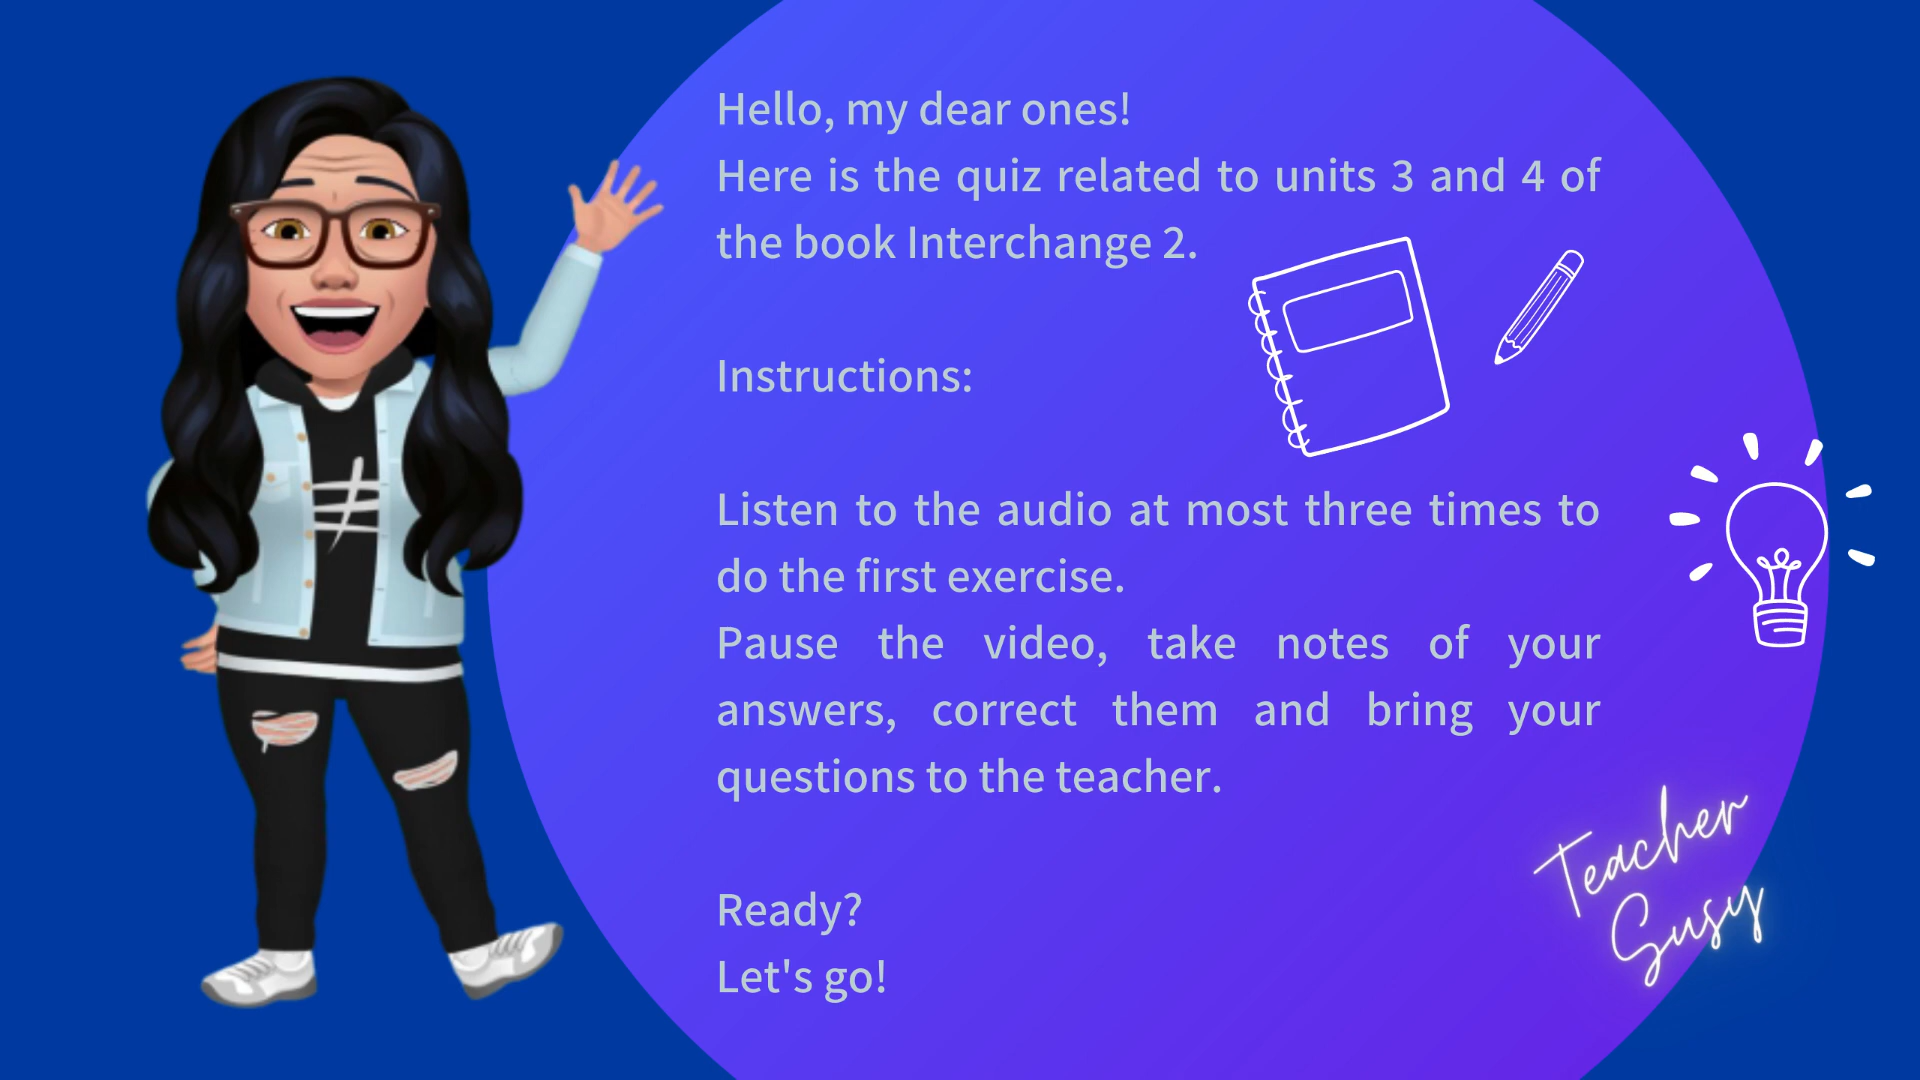 Hello, my dear ones!
Here is the quiz related to units 3 and 4 of
the book Interchange 2.
Instructions:
Listen to the audio at most three times to
do the first exercise.
Pause the video, take notes of your
answers, correct them and bring your
questions to the teacher.
Ready?
Let's go!
Teacher
Susy